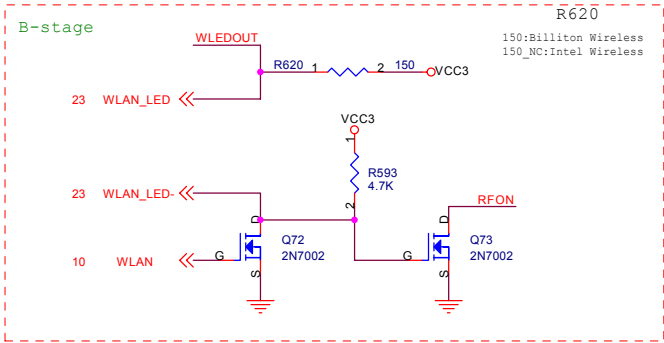 B-stage
R620
150:Billiton Wireless
150_NC:Intel Wireless
WLEDOUT
R620 1 2 150 VCC3
23 WLAN_LED
VCC3
1
R593
4.7K
2
23 WLAN_LED-
RFON
D D
Q72 Q73
2N7002 2N7002
10 WLAN G G
S S